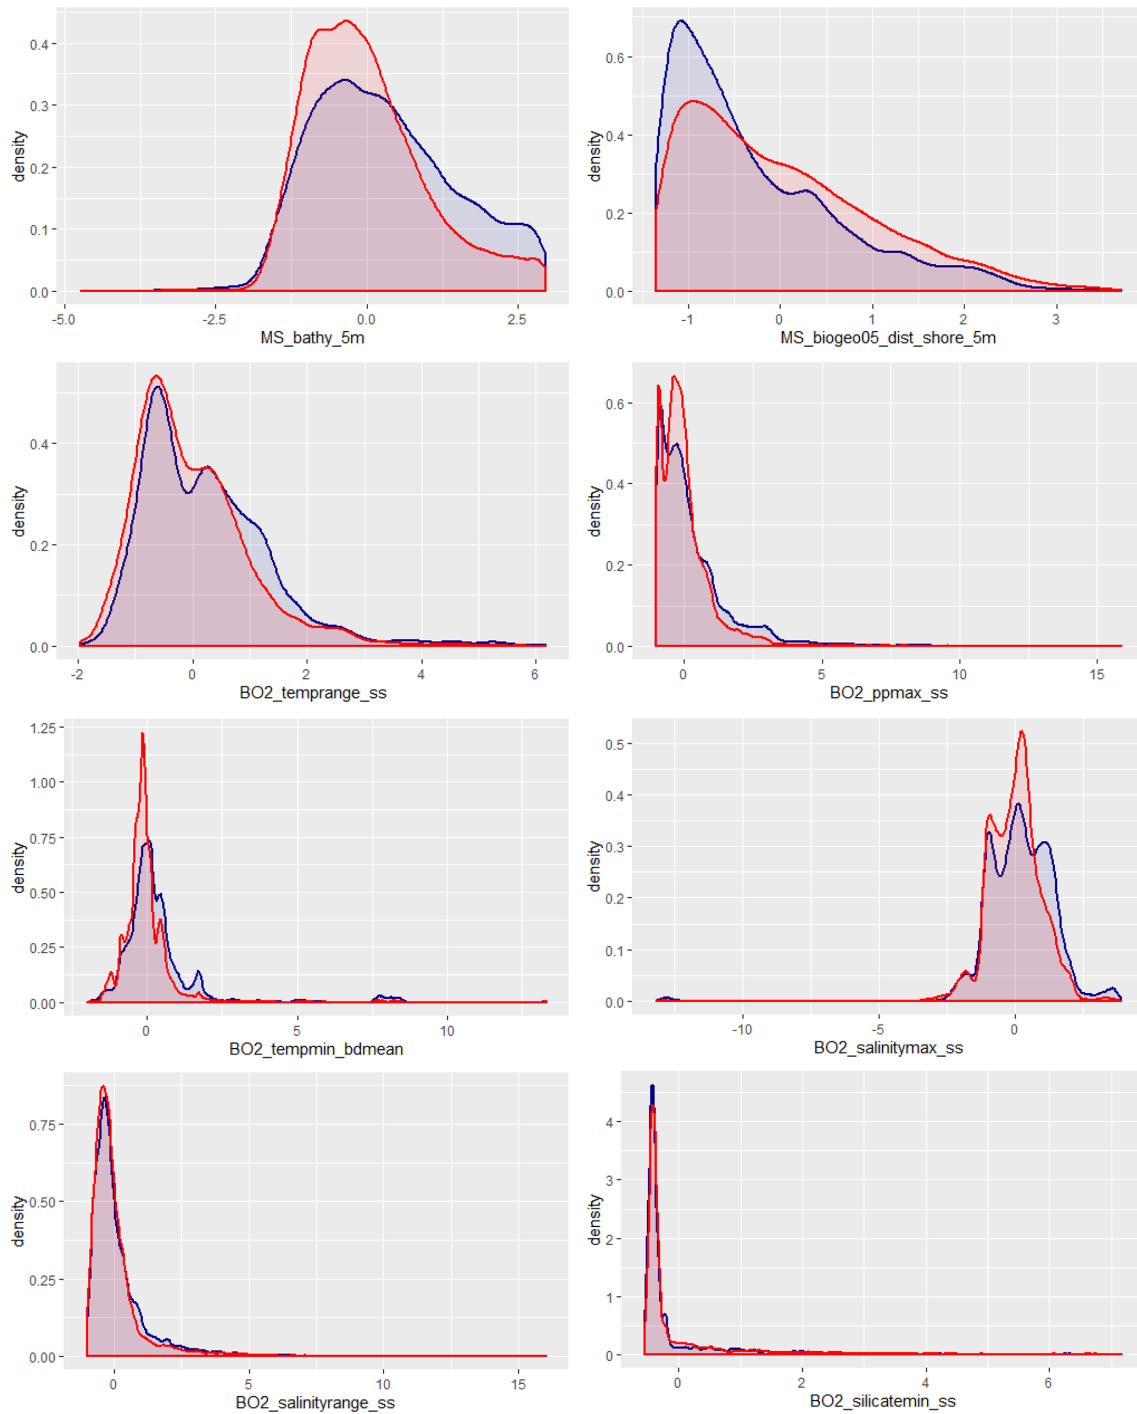 density
0.4
0.3
0.2
0.1
0.0
-5.0 -2.5 0.0 2.5
MS_bathy_5m
density
0.6
0.4
0.2
0.0
-1 0 1 2 3
MS_biogeo05_dist_shore_5m
density
0.4
0.2
0.0
-2 0 2 4 6
BO2_temprange_ss
density
0.6
0.4
0.2
0.0
0 5 10 15
BO2_ppmax_ss
density
1.25
1.00
0.75
0.50
0.25
0.00
0 5 10
BO2_tempmin_bdmean
density
0.5
0.4
0.3
0.2
0.1
0.0
-10 -5 0
BO2_salinitymax_ss
density
0.75
0.50
0.25
0.00
0 5 10 15
BO2_salinityrange_ss
density
4
3
2
1
0
0 2 4 6
BO2_silicatemin_ss